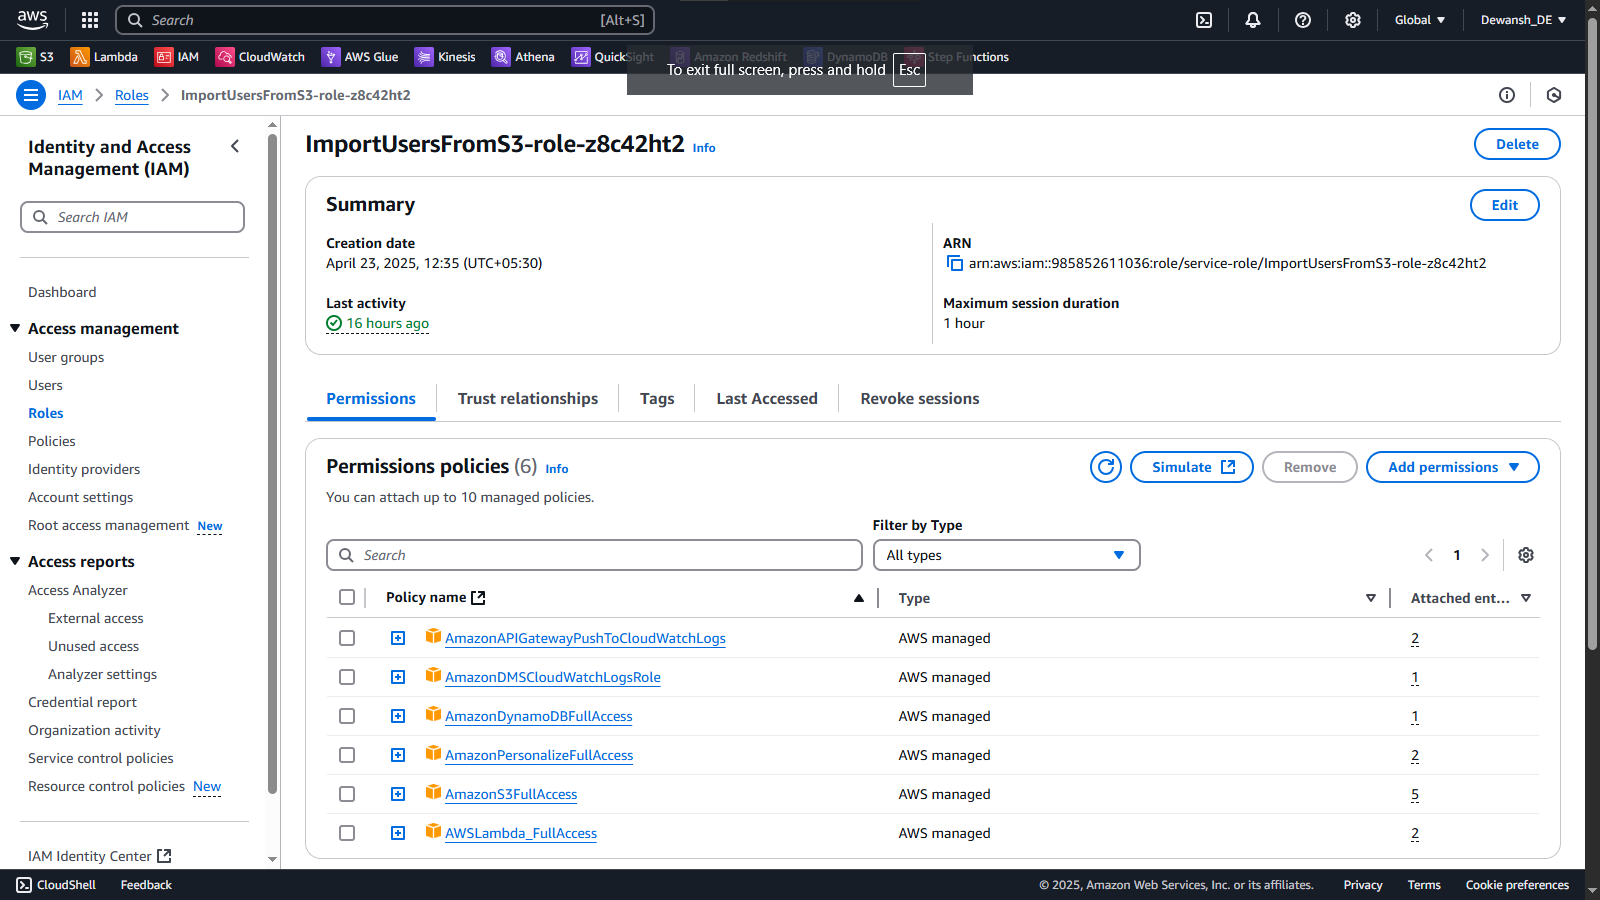 aws
Search [Alt+S] Global Dewansh_DE
S3 Lambda IAM CloudWatch AWS Glue Kinesis Athena QuickSight Amazon Redshift DynamoDB Step Functions
To exit full screen, press and hold Esc
IAM Roles ImportUsersFromS3-role-z8c42ht2
Identity and Access
Management (IAM)
Search IAM
Dashboard
Access management
User groups
Users
Roles
Policies
Identity providers
Account settings
Root access management New
Access reports
Access Analyzer
External access
Unused access
Analyzer settings
Credential report
Organization activity
Service control policies
Resource control policies New
IAM Identity Center
ImportUsersFromS3-role-z8c42ht2 Info
Delete
Summary
Edit
Creation date
April 23, 2025, 12:35 (UTC+05:30)
ARN
arn:aws:iam::985852611036:role/service-role/ImportUsersFromS3-role-z8c42ht2
Last activity
16 hours ago
Maximum session duration
1 hour
Permissions Trust relationships Tags Last Accessed Revoke sessions
Permissions policies (6) Info
Simulate Remove Add permissions
You can attach up to 10 managed policies.
Filter by Type
Search All types 1
Policy name Type Attached ent...
AmazonAPIGatewayPushToCloudWatchLogs AWS managed 2
AmazonDMSCloudWatchLogsRole AWS managed 1
AmazonDynamoDBFullAccess AWS managed 1
AmazonPersonalizeFullAccess AWS managed 2
AmazonS3FullAccess AWS managed 5
AWSLambda_FullAccess AWS managed 2
CloudShell Feedback © 2025, Amazon Web Services, Inc. or its affiliates. Privacy Terms Cookie preferences